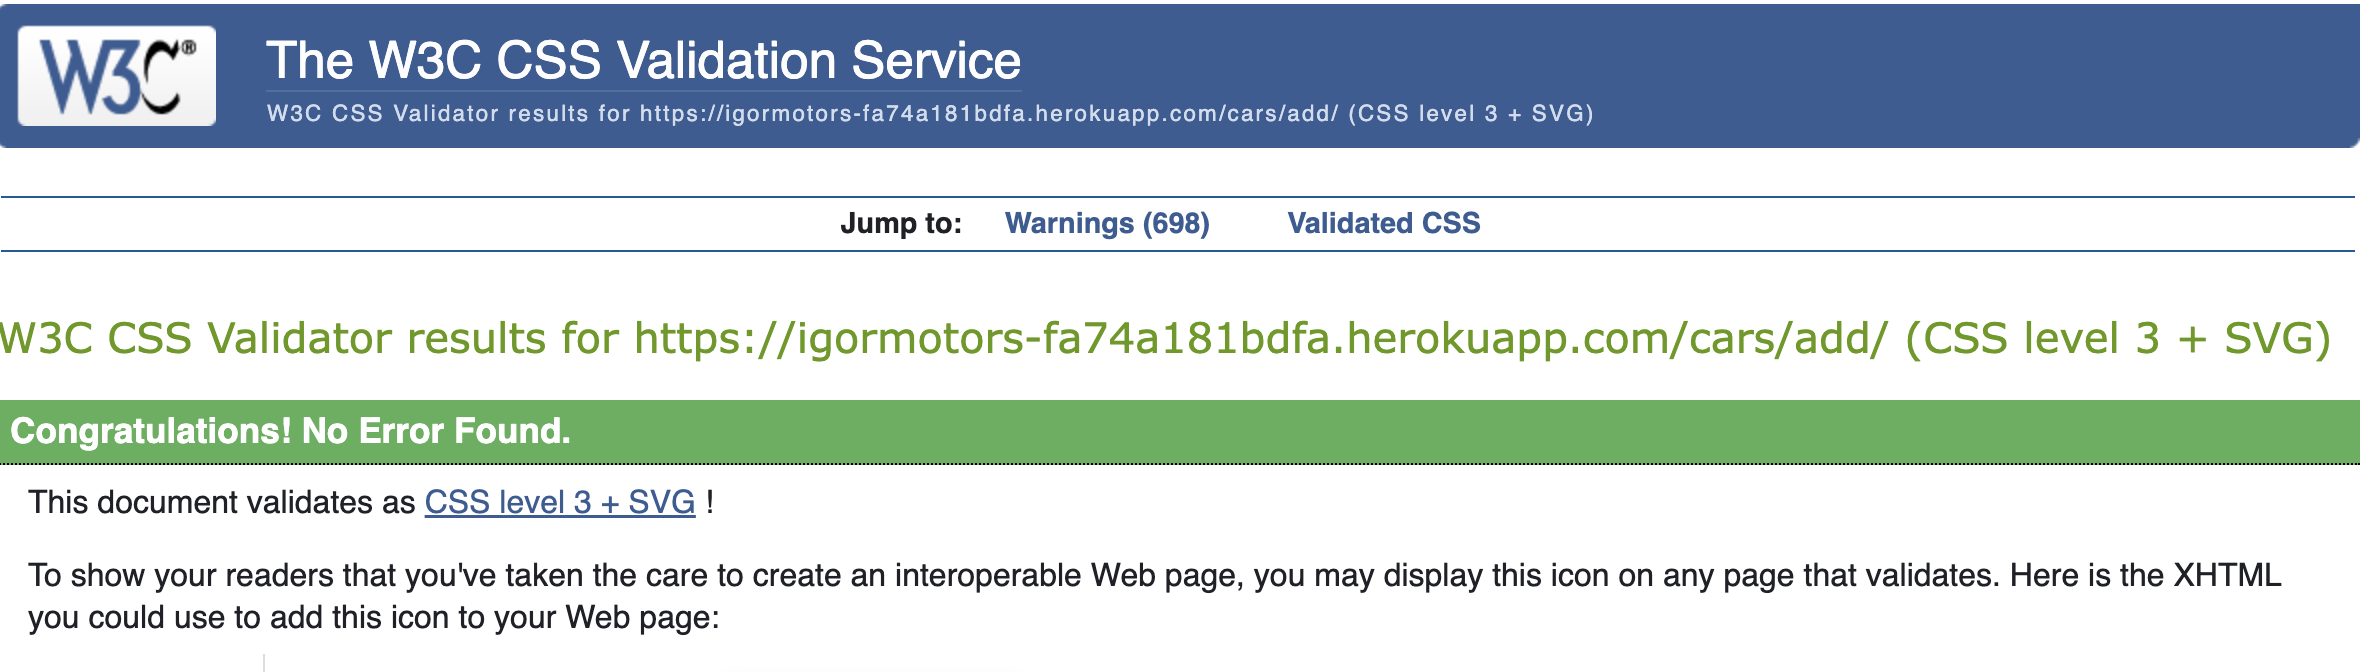 W3C®
The W3C CSS Validation Service
W3C CSS Validator results for https://igormotors-fa74a181bdfa.herokuapp.com/cars/add/ (CSS level 3 + SVG)
Jump to: Warnings (698) Validated CSS
W3C CSS Validator results for https://igormotors-fa74a181bdfa.herokuapp.com/cars/add/ (CSS level 3 + SVG)
Congratulations! No Error Found.
This document validates as CSS level 3 + SVG !
To show your readers that you've taken the care to create an interoperable Web page, you may display this icon on any page that validates. Here is the XHTML
you could use to add this icon to your Web page: